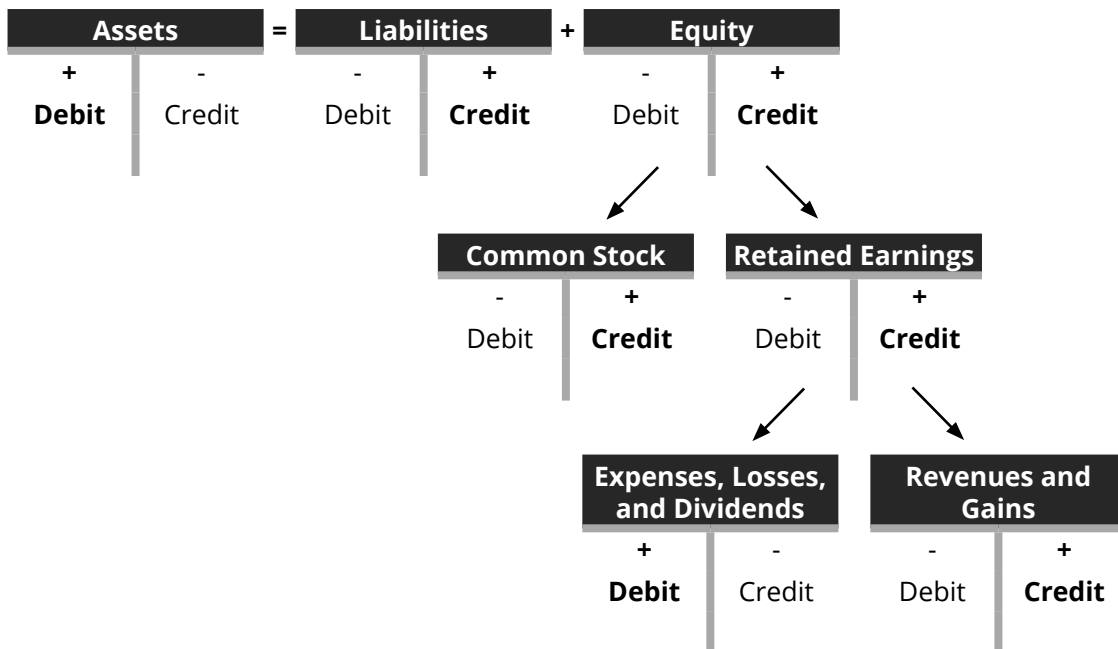 Assets = Liabilities + Equity
+ - - + - +
Debit Credit Debit Credit Debit Credit
Common Stock Retained Earnings
- + - +
Debit Credit Debit Credit
Expenses, Losses, Revenues and
and Dividends Gains
+ - - +
Debit Credit Debit Credit